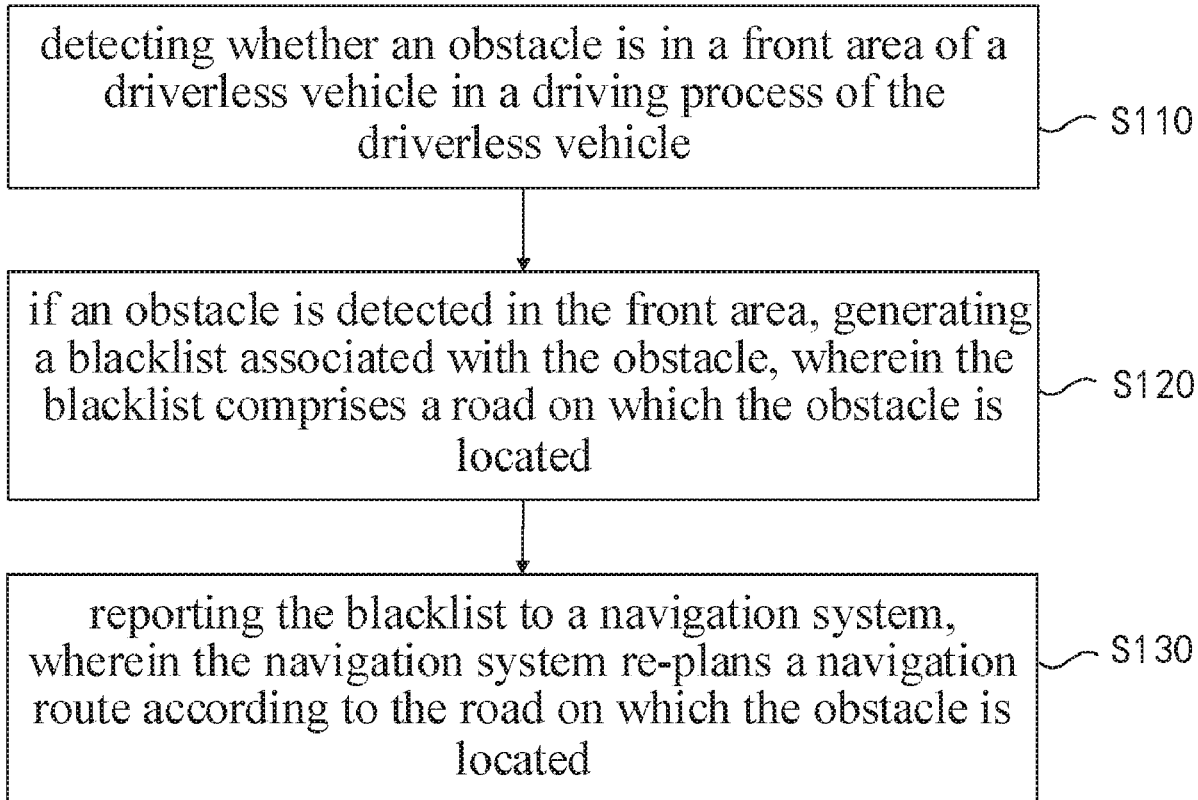 detecting whether an obstacle is in a front area of a
driverless vehicle in a driving process of the
driverless vehicle
S110
if an obstacle is detected in the front area, generating
a blacklist associated with the obstacle, wherein the
blacklist comprises a road on which the obstacle is
located
S120
reporting the blacklist to a navigation system,
wherein the navigation system re-plans a navigation
route according to the road on which the obstacle is
located
S130